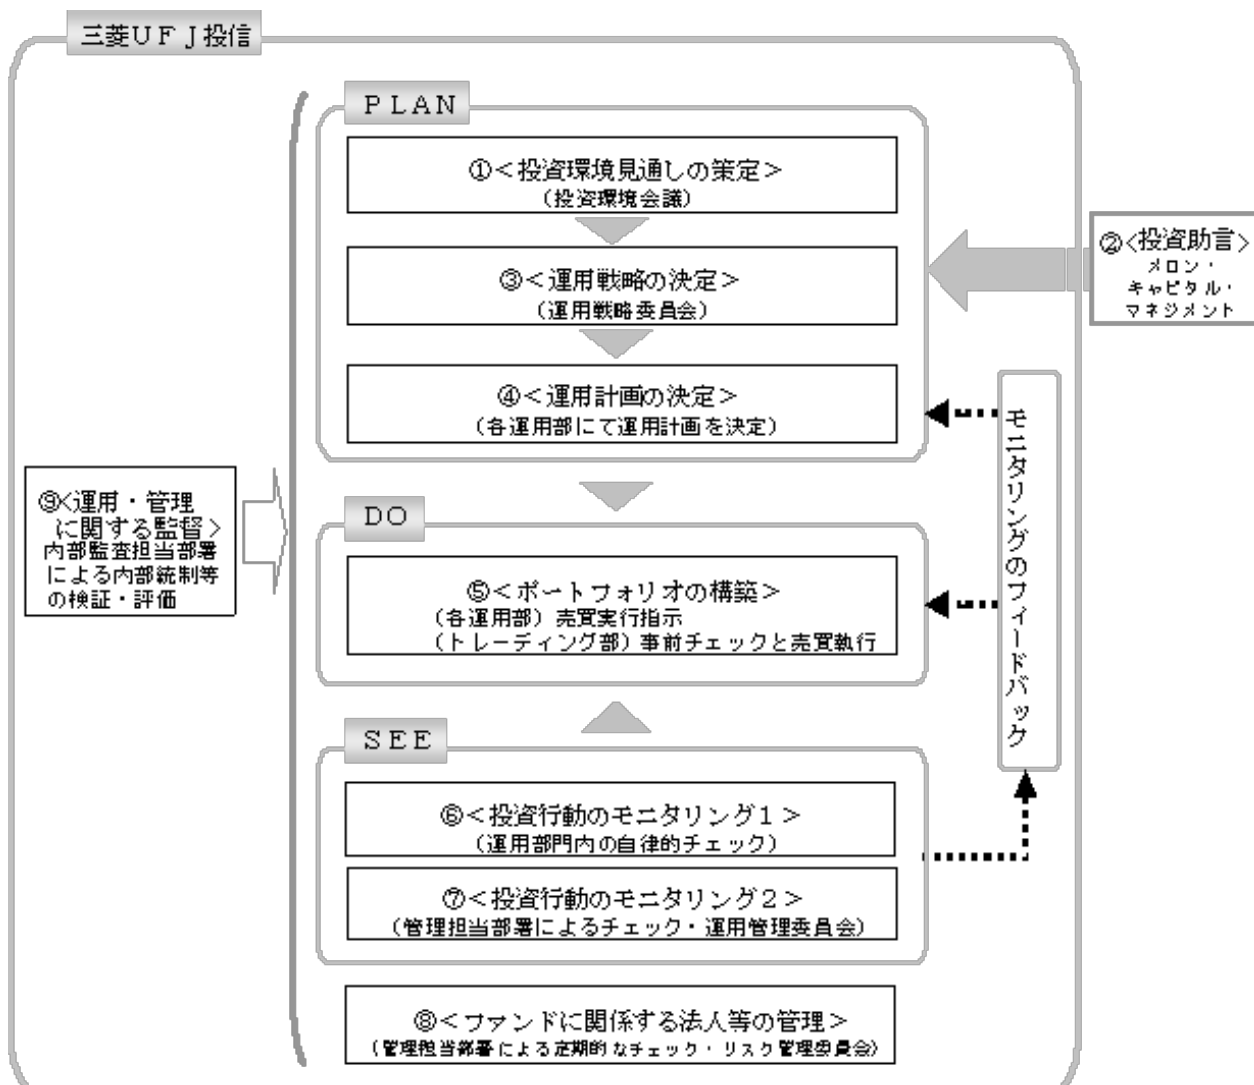 三菱ＵＦＪ投信
ＰＬＡＮ
①＜投資環境見通しの策定＞
（投資環境会議）
②＜投資助言＞
メロン・
キャピタル・
マネジメント
③＜運用戦略の決定＞
（運用戦略委員会）
④＜運用計画の決定＞
（各運用部にて運用計画を決定）
モニタリングのフィードバック
⑨＜運用・管理
に関する監督＞
内部監査担当部署
による内部統制等
の検証・評価
ＤＯ
⑤＜ポートフォリオの構築＞
（各運用部）売買実行指示
（トレーディング部）事前チェックと売買執行
ＳＥＥ
⑥＜投資行動のモニタリング１＞
（運用部門内の自律的チェック）
⑦＜投資行動のモニタリング２＞
（管理担当部署によるチェック・運用管理委員会）
⑧＜ファンドに関係する法人等の管理＞
（管理担当部署による定期的なチェック・リスク管理委員会）